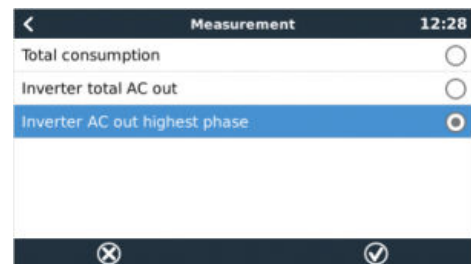 Measurement 12:28
Total consumption
Inverter total AC out
Inverter AC out highest phase